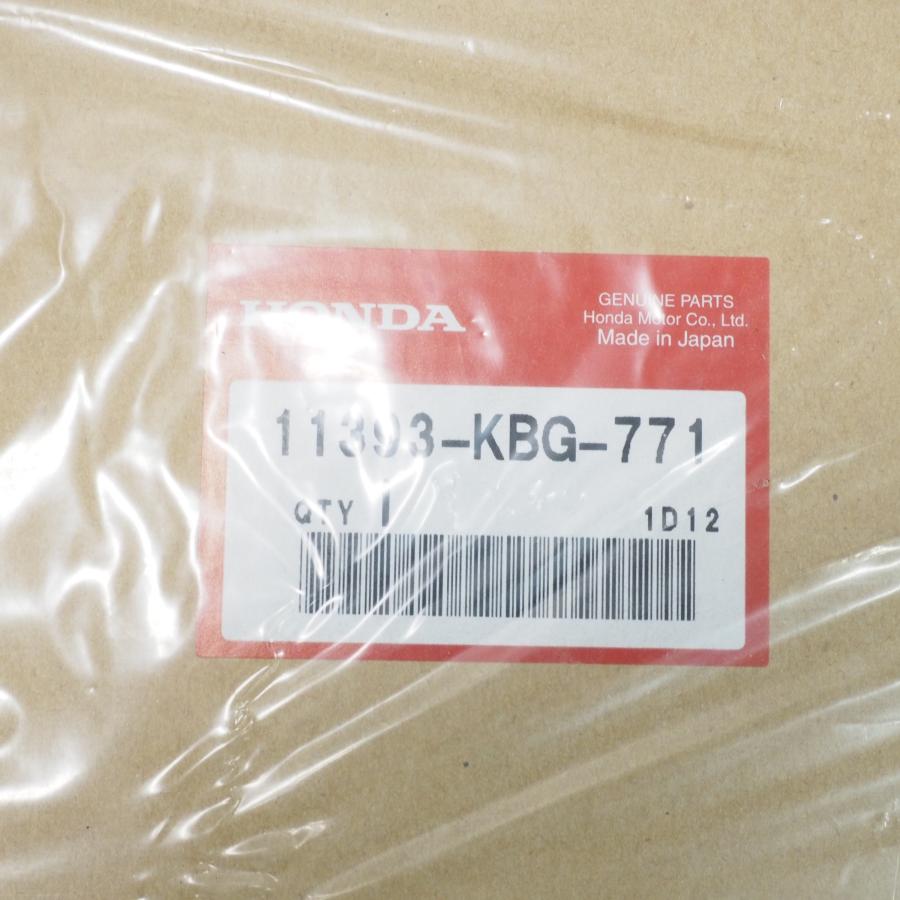 HONDA
GENUINE PARTS
Honda Motor Co., Ltd.
Made in Japan
11393-KBG-771
QTY 1
1D12